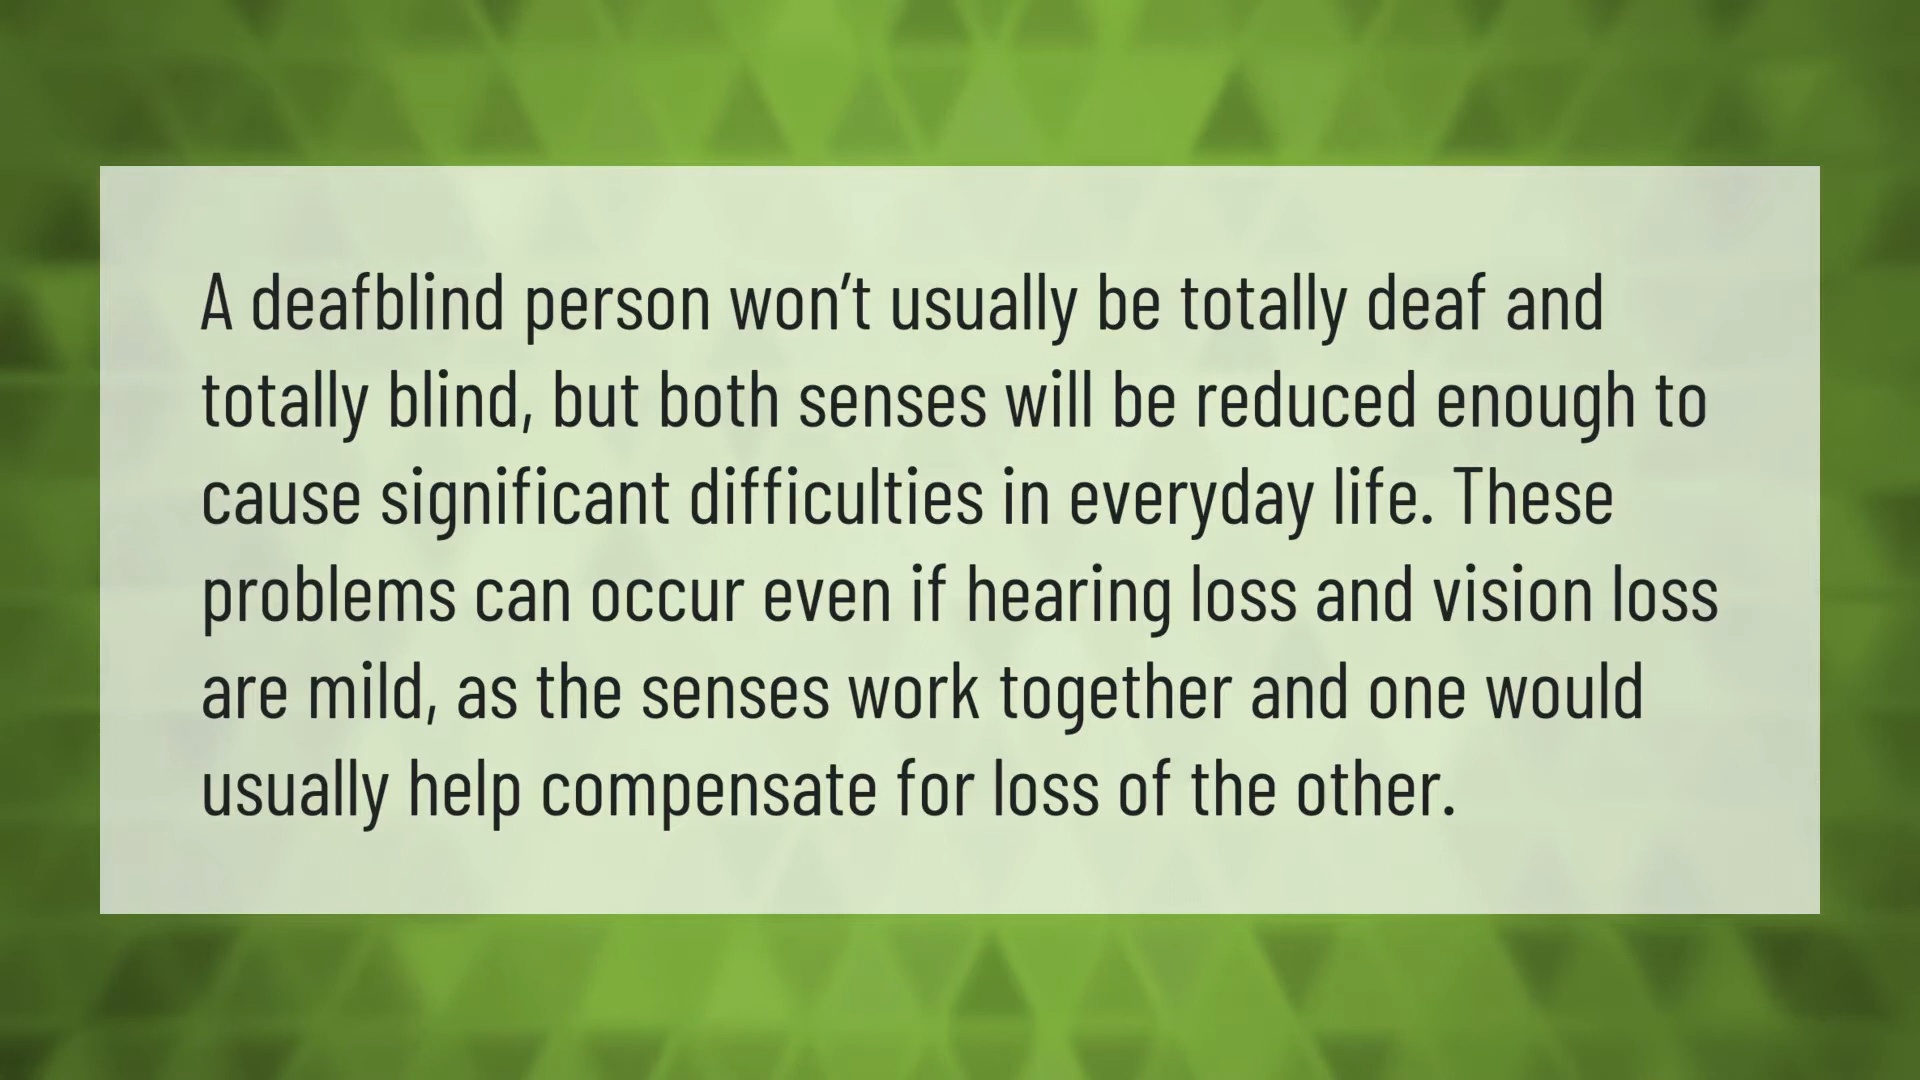 A deafblind person won’t usually be totally deaf and
totally blind, but both senses will be reduced enough to
cause significant difficulties in everyday life. These
problems can occur even if hearing loss and vision loss
are mild, as the senses work together and one would
usually help compensate for loss of the other.